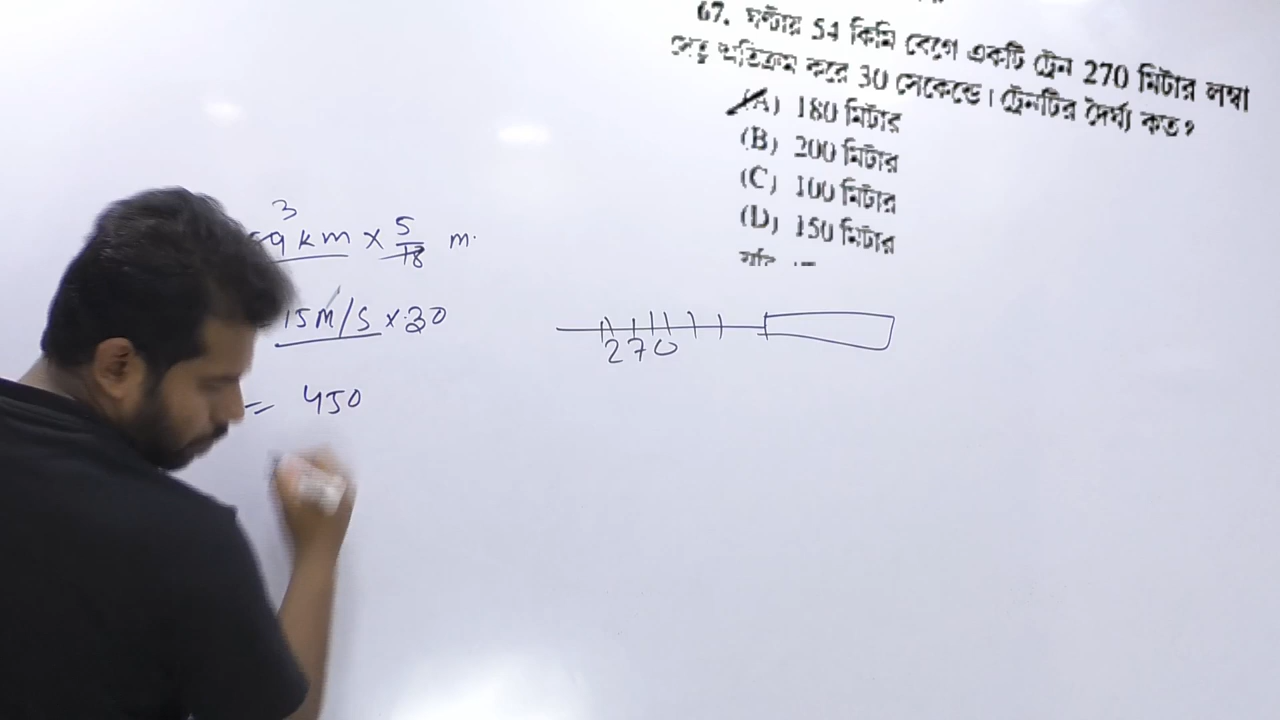 67. ঘন্টায় 54 কিমি বেগে একটি ট্রেন 270 মিটার লম্বা
সেতু অতিক্রম করে 30 সেকেন্ডে। ট্রেনটির দৈর্ঘ্য কত?
(A) 180 মিটার
(B) 200 মিটার
(C) 100 মিটার
(D) 150 মিটার
যদি
3
km × 5/18 m.
15m/s × 30
= 450
270